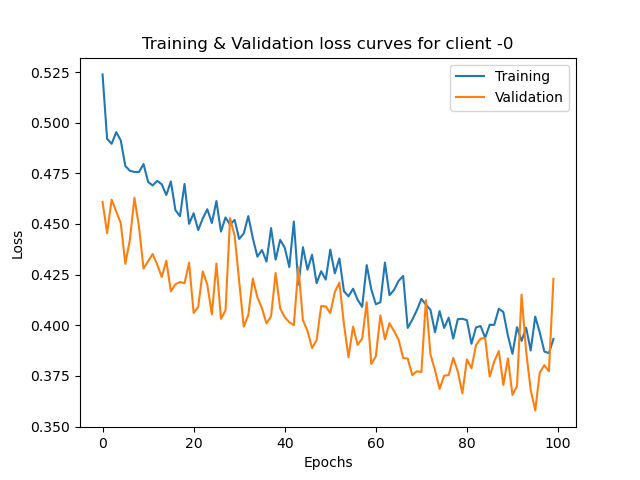 Training & Validation loss curves for client -0
0.525
0.500
0.475
0.450
0.425
0.400
0.375
0.350
Loss
Training
Validation
0 20 40 60 80 100
Epochs